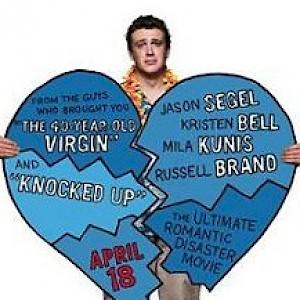 FROM THE GUYS
WHO BROUGHT YOU
"THE 40-YEAR-OLD
VIRGIN"
AND
"KNOCKED UP"
APRIL
18
JASON SEGEL
KRISTEN BELL
MILA KUNIS
RUSSELL BRAND
THE ULTIMATE
ROMANTIC
DISASTER
MOVIE